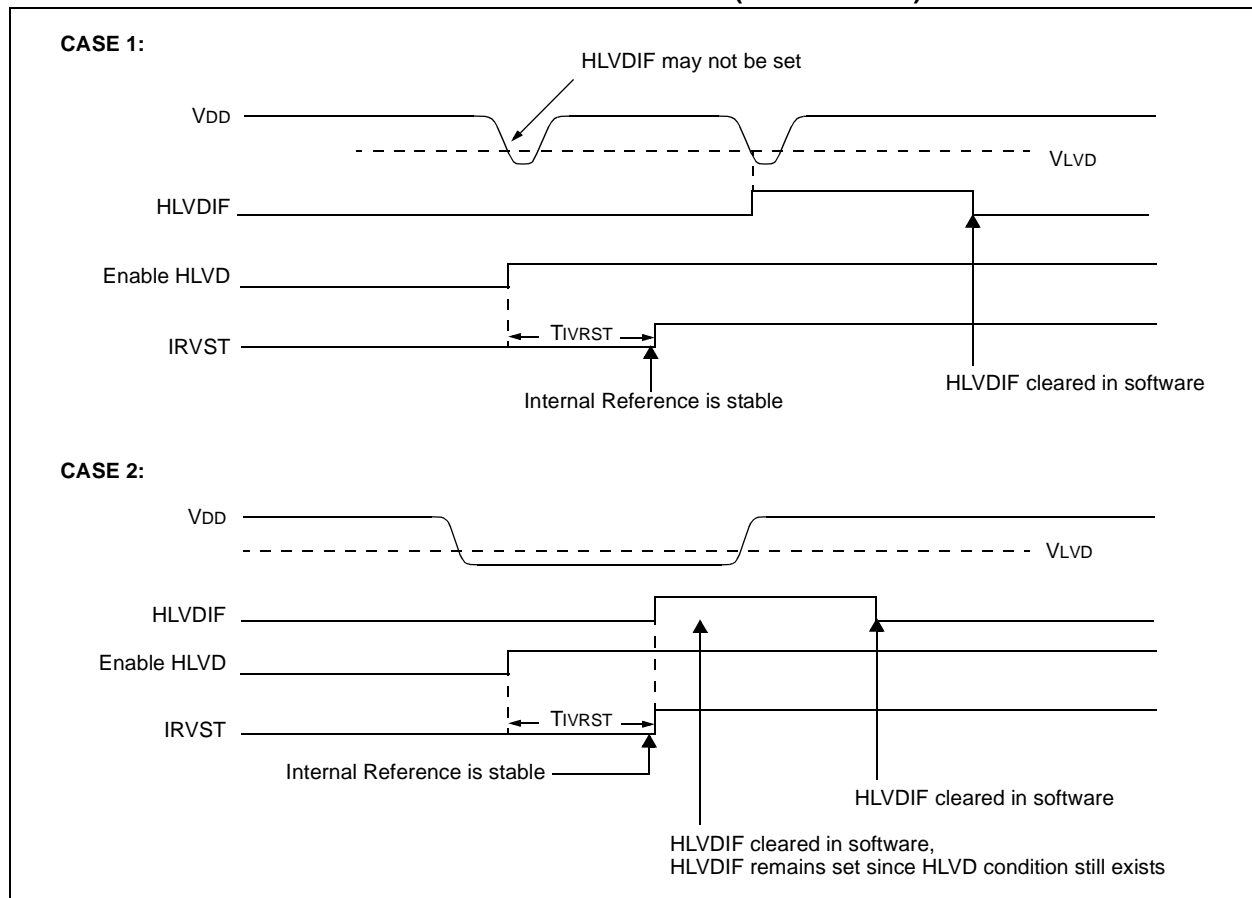 CASE 1:
HLVDIF may not be set
VDD
VLVD
HLVDIF
Enable HLVD
TIVRST
IRVST
HLVDIF cleared in software
Internal Reference is stable
CASE 2:
VDD
VLVD
HLVDIF
Enable HLVD
TIVRST
IRVST
Internal Reference is stable
HLVDIF cleared in software
HLVDIF cleared in software,
HLVDIF remains set since HLVD condition still exists